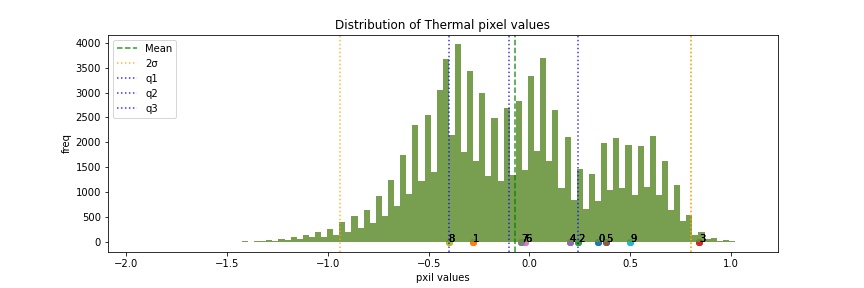 Distribution of Thermal pixel values
4000
3500
3000
2500
2000
1500
1000
500
0
freq
Mean
2σ
q1
q2
q3
8 1 7 6 4 2 0 5 9 3
−2.0 −1.5 −1.0 −0.5 0.0 0.5 1.0
pxil values